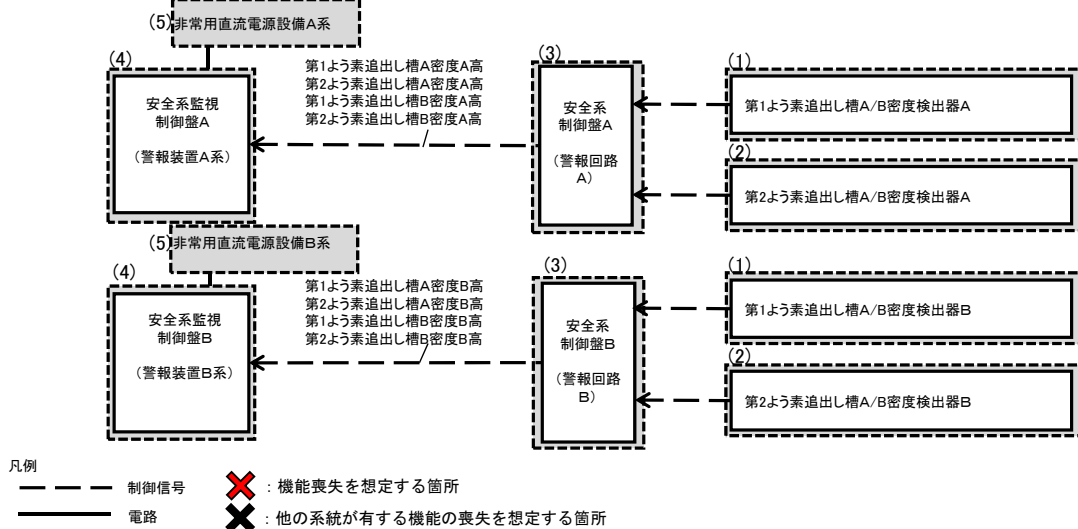 (5)非常用直流電源設備A系
(4)
安全系監視
制御盤A
(警報装置A系)
第1よう素追出し槽A密度A高
第2よう素追出し槽A密度A高
第1よう素追出し槽B密度A高
第2よう素追出し槽B密度A高
(3)
安全系
制御盤A
(警報回路
A)
(1)
第1よう素追出し槽A/B密度検出器A
(2)
第2よう素追出し槽A/B密度検出器A
(5)非常用直流電源設備B系
(4)
安全系監視
制御盤B
(警報装置B系)
第1よう素追出し槽A密度B高
第2よう素追出し槽A密度B高
第1よう素追出し槽B密度B高
第2よう素追出し槽B密度B高
(3)
安全系
制御盤B
(警報回路
B)
(1)
第1よう素追出し槽A/B密度検出器B
(2)
第2よう素追出し槽A/B密度検出器B
凡例
制御信号
：機能喪失を想定する箇所
電路
：他の系統が有する機能の喪失を想定する箇所